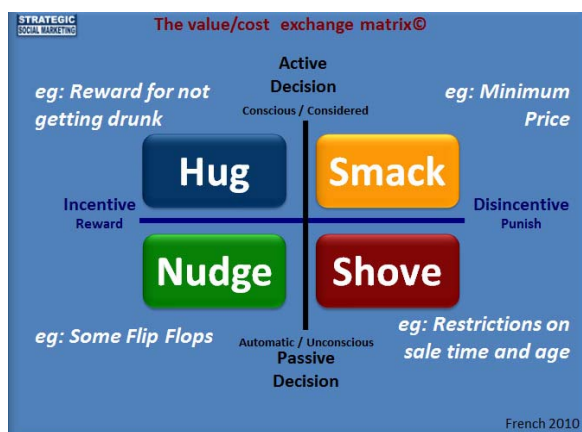 STRATEGIC
SOCIAL MARKETING
The value/cost exchange matrix©
Active
Decision
Conscious / Considered
eg: Reward for not
getting drunk
eg: Minimum
Price
Hug
Smack
Incentive
Reward
Disincentive
Punish
Nudge
Shove
eg: Some Flip Flops
Automatic / Unconscious
Passive
Decision
eg: Restrictions on
sale time and age
French 2010